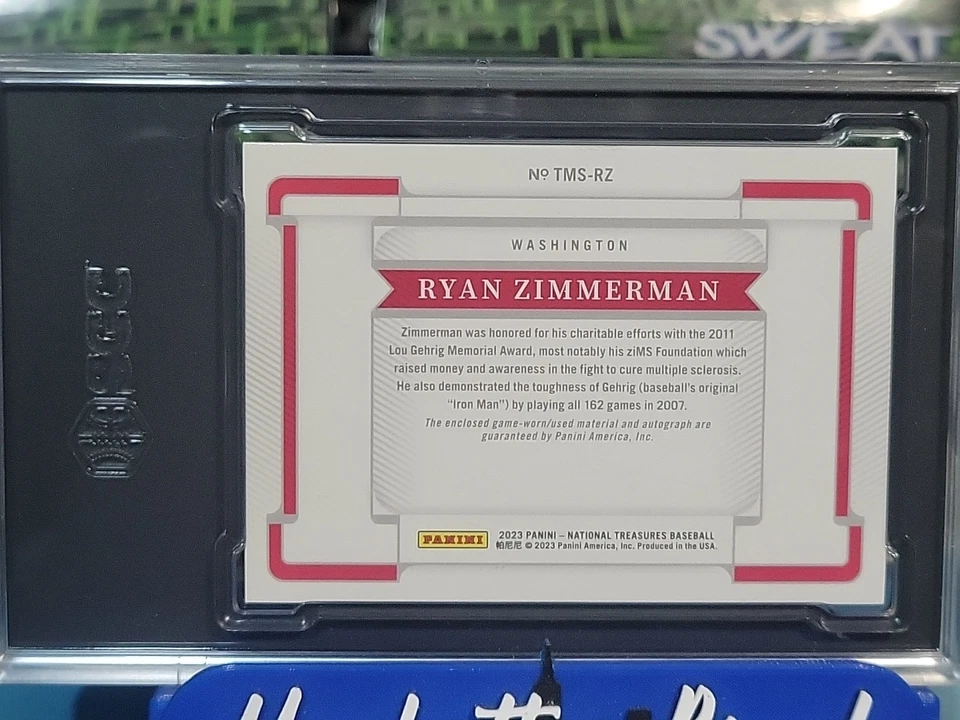 SWEAT
№ TMS-RZ
WASHINGTON
RYAN ZIMMERMAN
Zimmerman was honored for his charitable efforts with the 2011
Lou Gehrig Memorial Award, most notably his ziMS Foundation which
raised money and awareness in the fight to cure multiple sclerosis.
He also demonstrated the toughness of Gehrig (baseball's original
“Iron Man”) by playing all 162 games in 2007.
The enclosed game-worn/used material and autograph are
guaranteed by Panini America, Inc.
PANINI
2023 PANINI – NATIONAL TREASURES BASEBALL
帕尼尼 © 2023 Panini America, Inc. Produced in the USA.